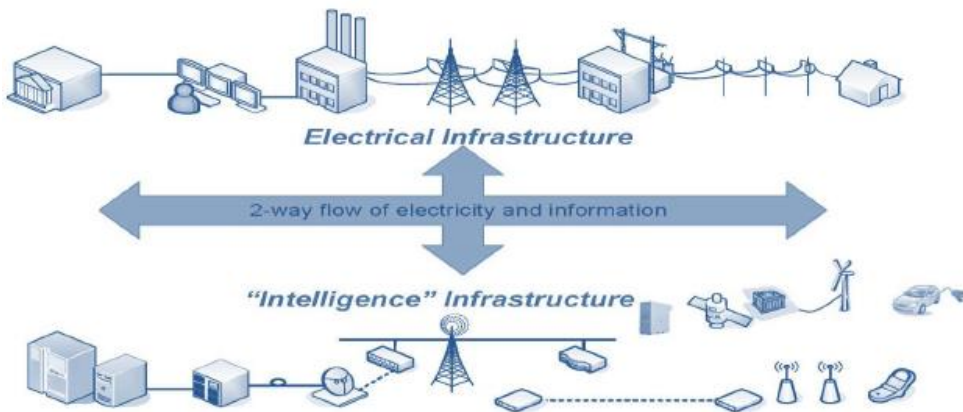 Electrical Infrastructure
2-way flow of electricity and information
“Intelligence” Infrastructure